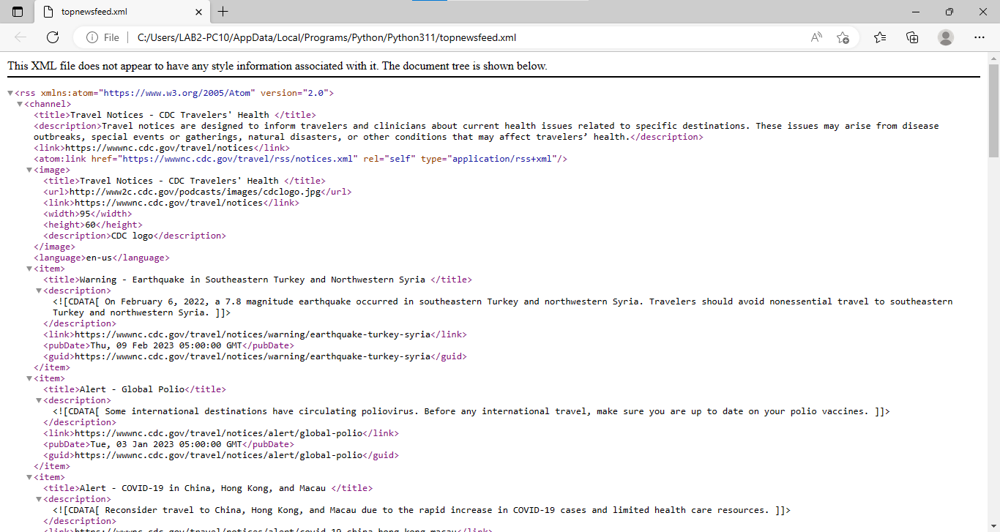 topnewsfeed.xml
File C:/Users/LAB2-PC10/AppData/Local/Programs/Python/Python311/topnewsfeed.xml
This XML file does not appear to have any style information associated with it. The document tree is shown below.
<rss xmlns:atom="https://www.w3.org/2005/Atom" version="2.0">
<channel>
<title>Travel Notices - CDC Travelers' Health </title>
<description>Travel notices are designed to inform travelers and clinicians about current health issues related to specific destinations. These issues may arise from disease
outbreaks, special events or gatherings, natural disasters, or other conditions that may affect travelers’ health.</description>
<link>https://wwwnc.cdc.gov/travel/notices</link>
<atom:link href="https://wwwnc.cdc.gov/travel/rss/notices.xml" rel="self" type="application/rss+xml"/>
<image>
<title>Travel Notices - CDC Travelers' Health </title>
<url>http://www2c.cdc.gov/podcasts/images/cdclogo.jpg</url>
<link>https://wwwnc.cdc.gov/travel/notices</link>
<width>95</width>
<height>60</height>
<description>CDC logo</description>
</image>
<language>en-us</language>
<item>
<title>Warning - Earthquake in Southeastern Turkey and Northwestern Syria </title>
<description>
<![CDATA[ On February 6, 2022, a 7.8 magnitude earthquake occurred in southeastern Turkey and northwestern Syria. Travelers should avoid nonessential travel to southeastern
Turkey and northwestern Syria. ]]>
</description>
<link>https://wwwnc.cdc.gov/travel/notices/warning/earthquake-turkey-syria</link>
<pubDate>Thu, 09 Feb 2023 05:00:00 GMT</pubDate>
<guid>https://wwwnc.cdc.gov/travel/notices/warning/earthquake-turkey-syria</guid>
</item>
<item>
<title>Alert - Global Polio</title>
<description>
<![CDATA[ Some international destinations have circulating poliovirus. Before any international travel, make sure you are up to date on your polio vaccines. ]]>
</description>
<link>https://wwwnc.cdc.gov/travel/notices/alert/global-polio</link>
<pubDate>Tue, 03 Jan 2023 05:00:00 GMT</pubDate>
<guid>https://wwwnc.cdc.gov/travel/notices/alert/global-polio</guid>
</item>
<item>
<title>Alert - COVID-19 in China, Hong Kong, and Macau </title>
<description>
<![CDATA[ Reconsider travel to China, Hong Kong, and Macau due to the rapid increase in COVID-19 cases and limited health care resources. ]]>
</description>
<link>https://wwwnc.cdc.gov/travel/notices/alert/covid-19-china-hong-kong-macau</link>